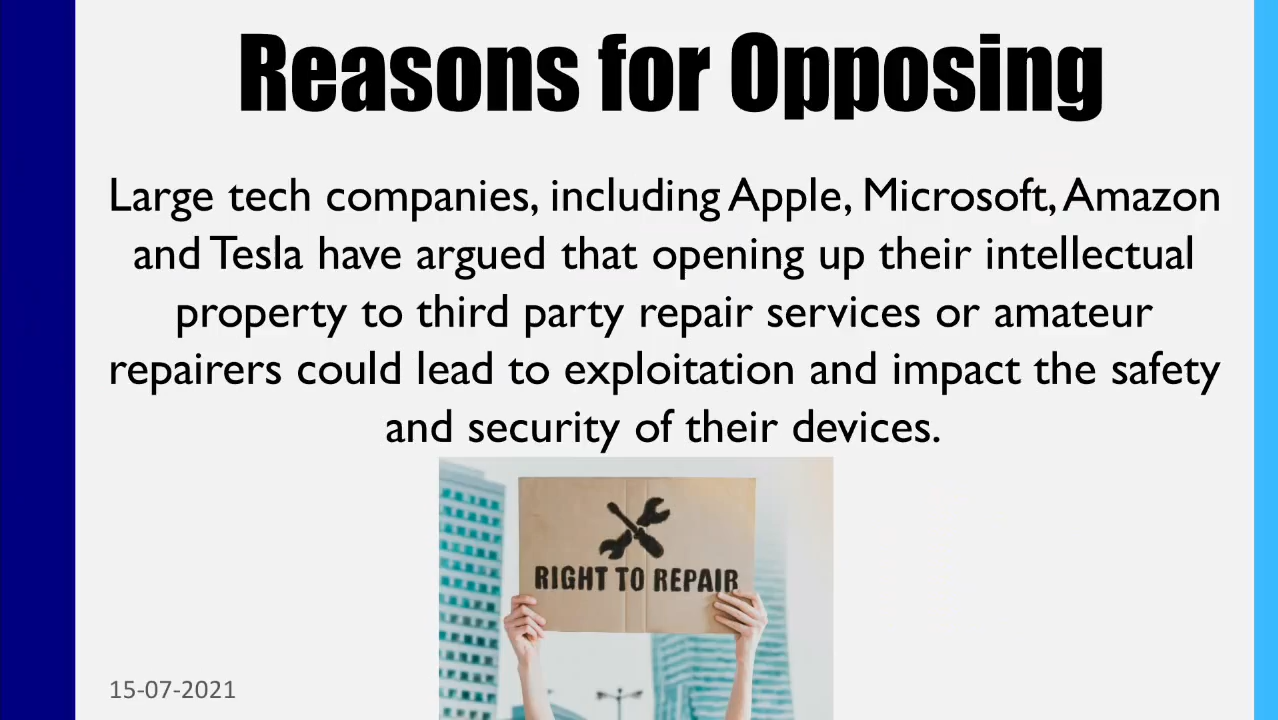 Reasons for Opposing
Large tech companies, including Apple, Microsoft, Amazon
and Tesla have argued that opening up their intellectual
property to third party repair services or amateur
repairers could lead to exploitation and impact the safety
and security of their devices.
RIGHT TO REPAIR
15-07-2021